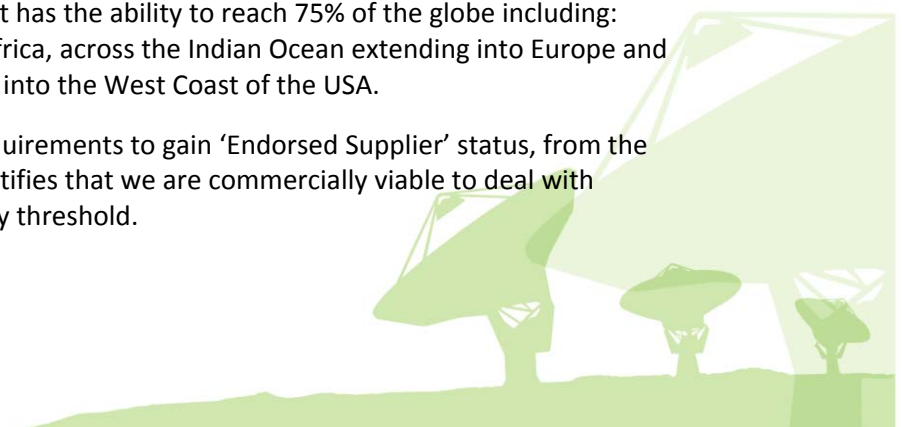 t has the ability to reach 75% of the globe including:
frica, across the Indian Ocean extending into Europe and
into the West Coast of the USA.
uirements to gain ‘Endorsed Supplier’ status, from the
tifies that we are commercially viable to deal with
y threshold.